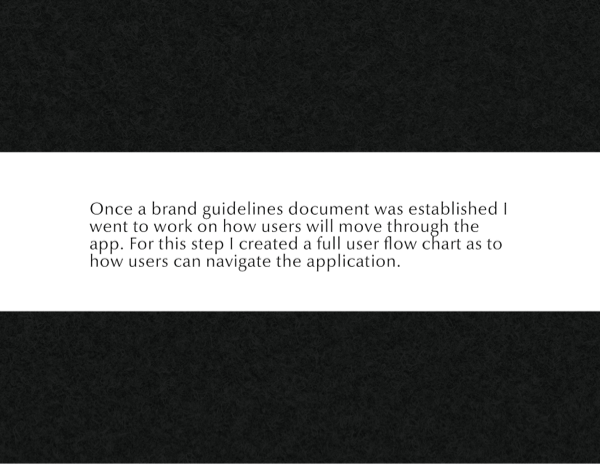 Once a brand guidelines document was established I
went to work on how users will move through the
app. For this step I created a full user flow chart as to
how users can navigate the application.